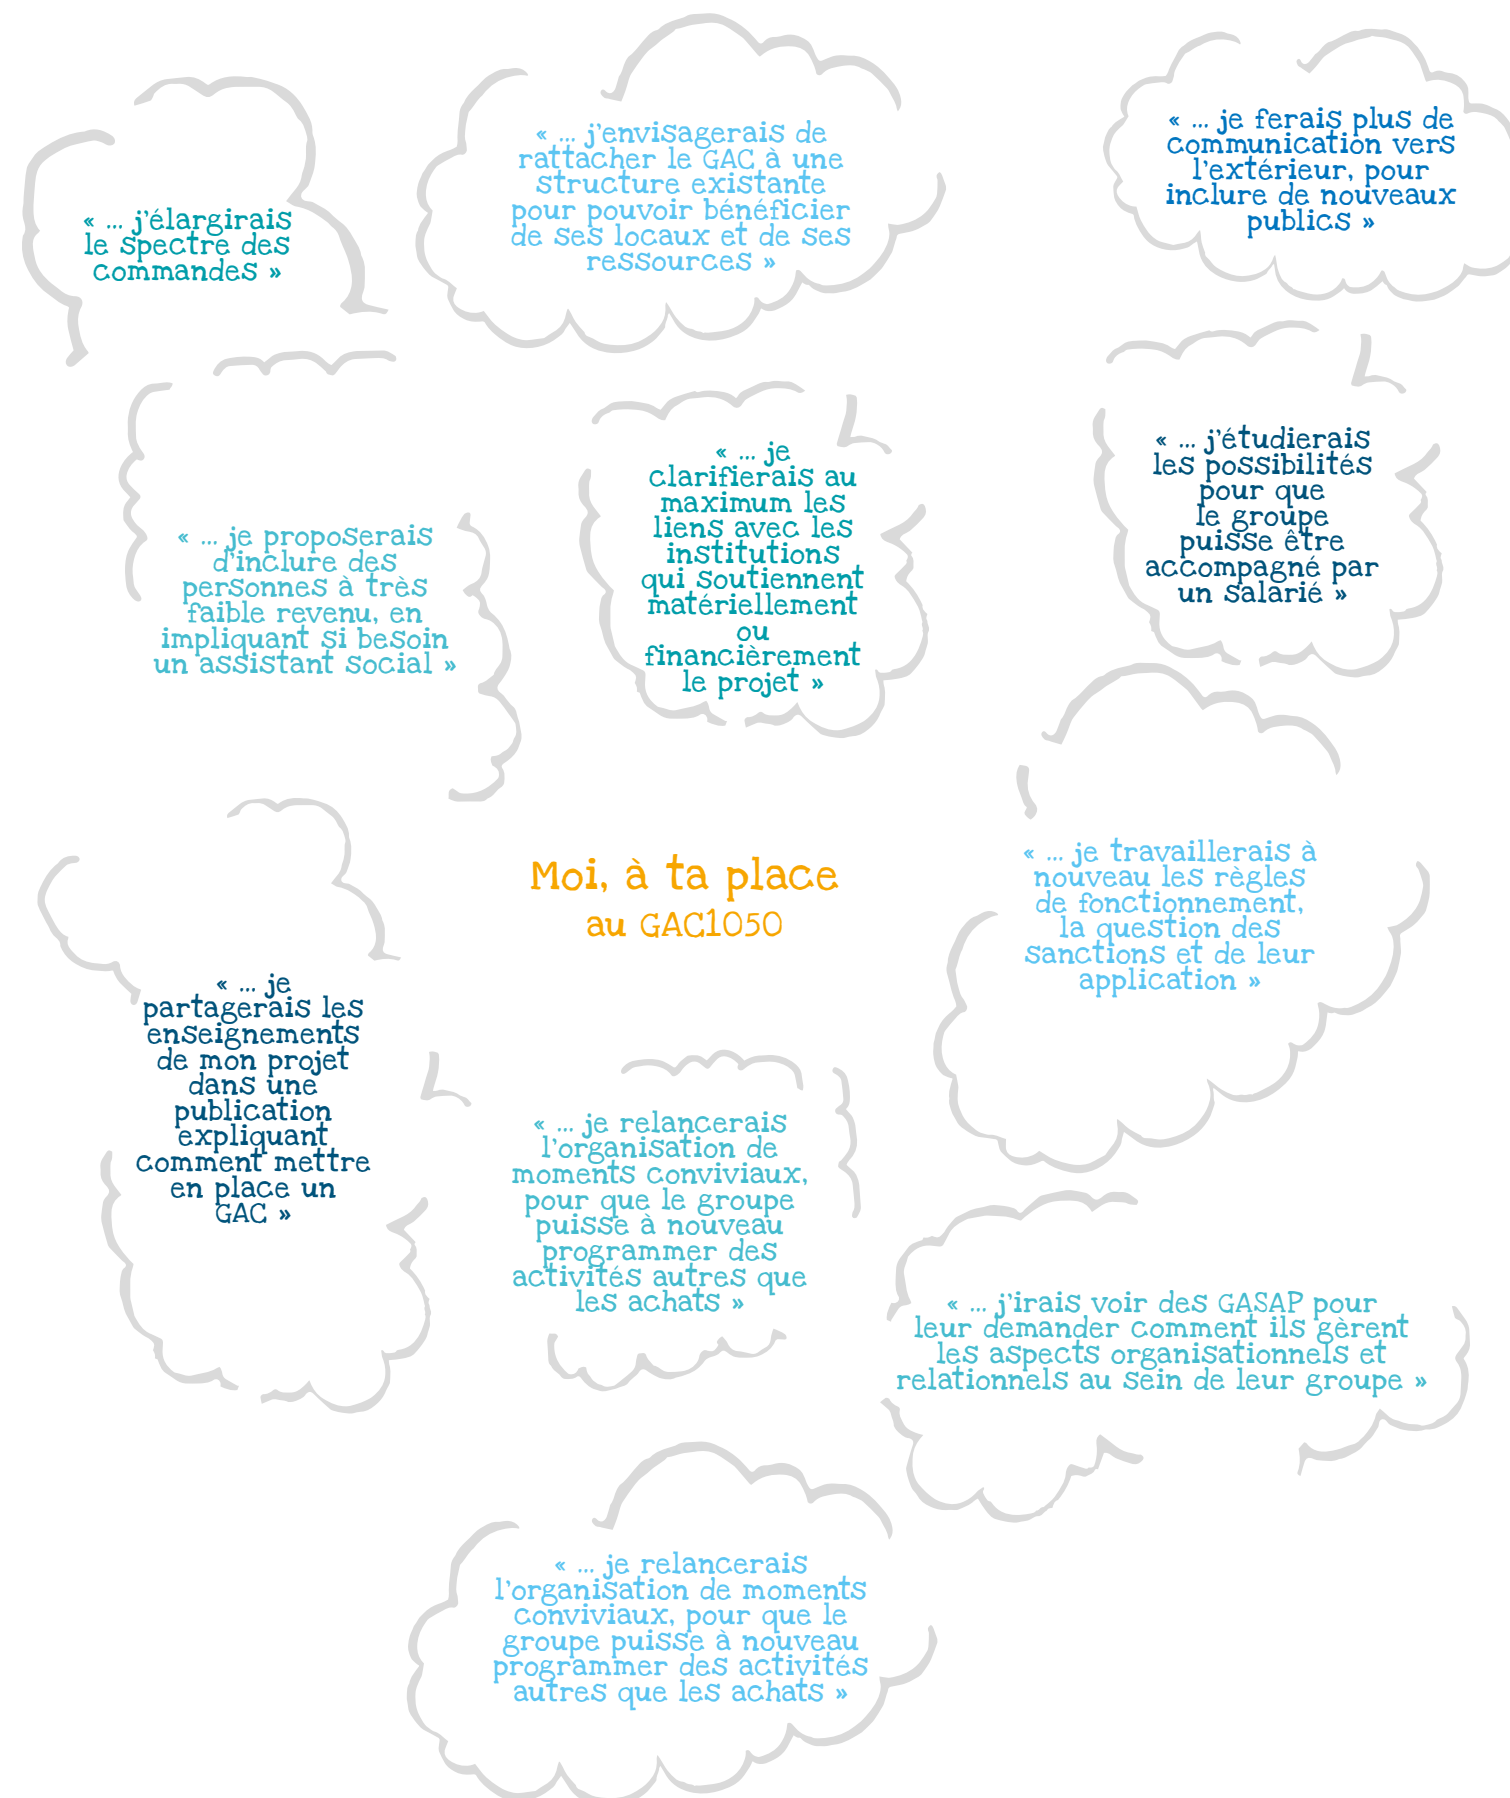 « ... j'élargirais
le spectre des
commandes »
« ... j'envisagerais de
rattacher le GAC à une
structure existante
pour pouvoir bénéficier
de ses locaux et de ses
ressources »
« ... je ferais plus de
communication vers
l'extérieur, pour
inclure de nouveaux
publics »
« ... je proposerais
d'inclure des
personnes à très
faible revenu, en
impliquant si besoin
un assistant social »
« ... je
clarifierais au
maximum les
liens avec les
institutions
qui soutiennent
matériellement
ou
financièrement
le projet »
« ... j'étudierais
les possibilités
pour que
le groupe
puisse être
accompagné par
un salarié »
Moi, à ta place
au GAC1050
« ... je travaillerais à
nouveau les règles
de fonctionnement,
la question des
sanctions et de leur
application »
« ... je
partagerais les
enseignements
de mon projet
dans une
publication
expliquant
comment mettre
en place un
GAC »
« ... je relancerais
l'organisation de
moments conviviaux,
pour que le groupe
puisse à nouveau
programmer des
activités autres que
les achats »
« ... j'irais voir des GASAP pour
leur demander comment ils gèrent
les aspects organisationnels et
relationnels au sein de leur groupe »
« ... je relancerais
l'organisation de moments
conviviaux, pour que le
groupe puisse à nouveau
programmer des activités
autres que les achats »